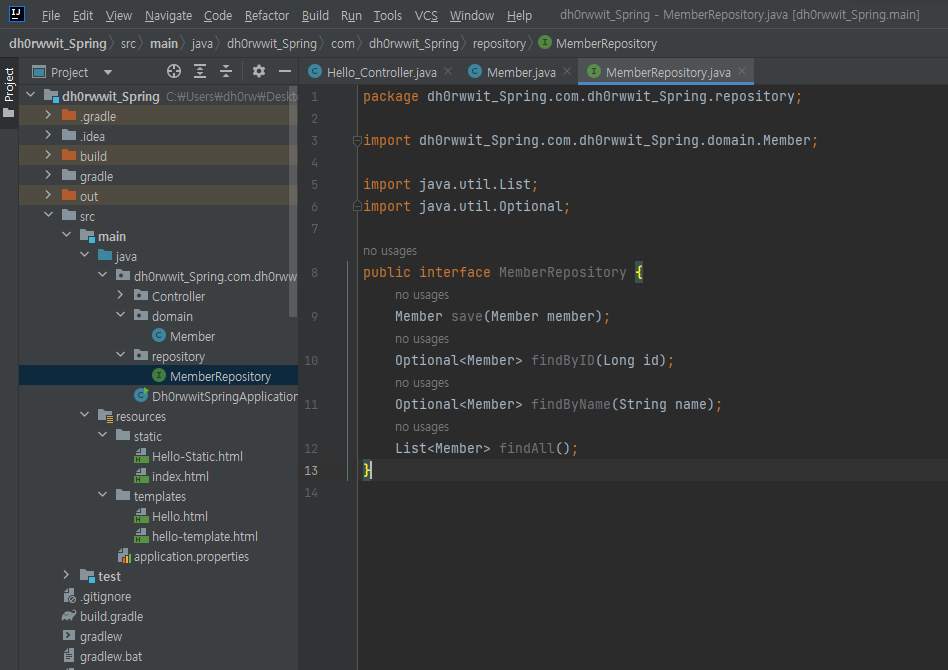 File Edit View Navigate Code Refactor Build Run Tools VCS Window Help dh0rwwit_Spring - MemberRepository.java [dh0rwwit_Spring.main]
dh0rwwit_Spring src main java dh0rwwit_Spring com dh0rwwit_Spring repository MemberRepository
Project
Project
Hello_Controller.java Member.java MemberRepository.java
dh0rwwit_Spring C:₩Users₩dh0rw₩Deskto
.gradle
.idea
build
gradle
out
src
main
java
dh0rwwit_Spring.com.dh0rww
Controller
domain
Member
repository
MemberRepository
Dh0rwwitSpringApplication
resources
static
Hello-Static.html
index.html
templates
Hello.html
hello-template.html
application.properties
test
.gitignore
build.gradle
gradlew
gradlew.bat
1 package dh0rwwit_Spring.com.dh0rwwit_Spring.repository;
2
3 import dh0rwwit_Spring.com.dh0rwwit_Spring.domain.Member;
4
5 import java.util.List;
6 import java.util.Optional;
7
no usages
8 public interface MemberRepository {
no usages
9 Member save(Member member);
no usages
10 Optional<Member> findByID(Long id);
no usages
11 Optional<Member> findByName(String name);
no usages
12 List<Member> findAll();
13 }
14